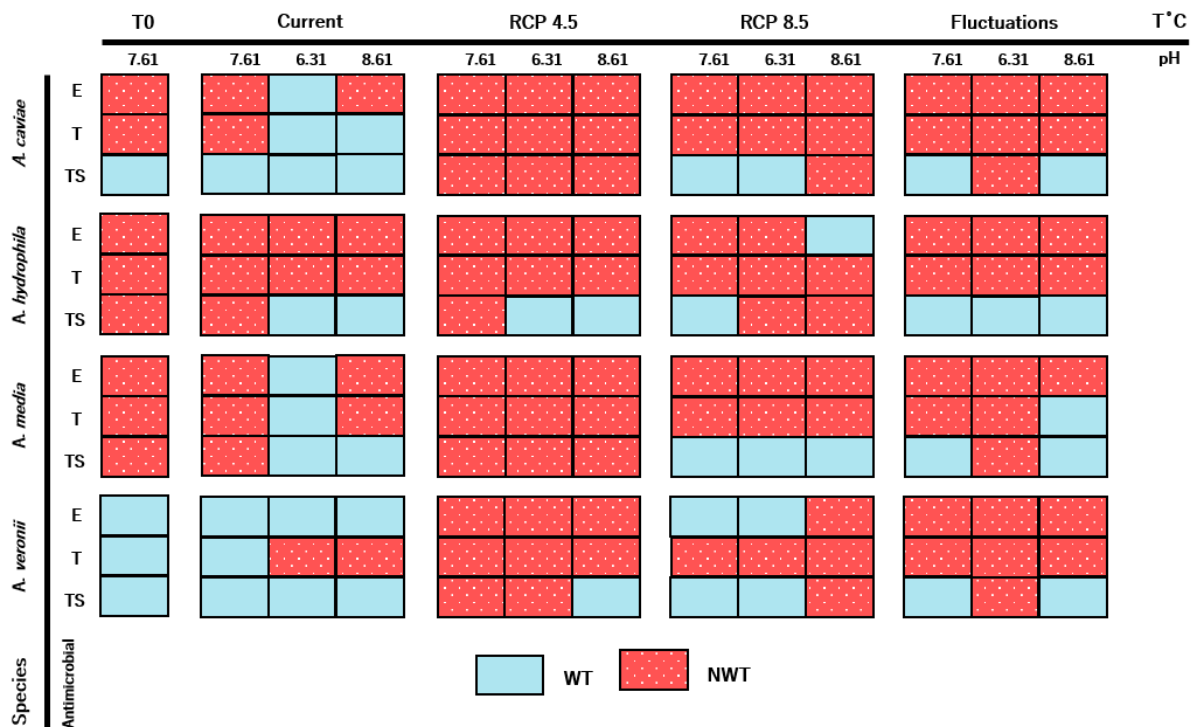 T0 Current RCP 4.5 RCP 8.5 Fluctuations T°C
7.61 7.61 6.31 8.61 7.61 6.31 8.61 7.61 6.31 8.61 7.61 6.31 8.61 pH
A. caviae
E
T
TS
A. hydrophila
E
T
TS
A. media
E
T
TS
A. veronii
E
T
TS
Species
Antimicrobial
WT
NWT